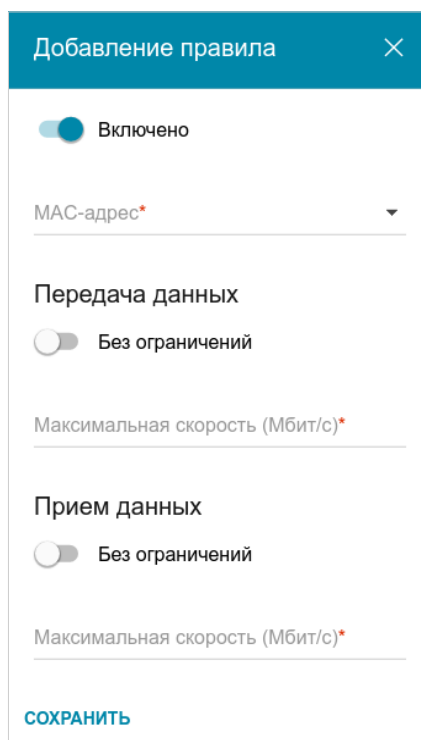 Добавление правила
Включено
MAC-адрес*
Передача данных
Без ограничений
Максимальная скорость (Мбит/с)*
Прием данных
Без ограничений
Максимальная скорость (Мбит/с)*
СОХРАНИТЬ